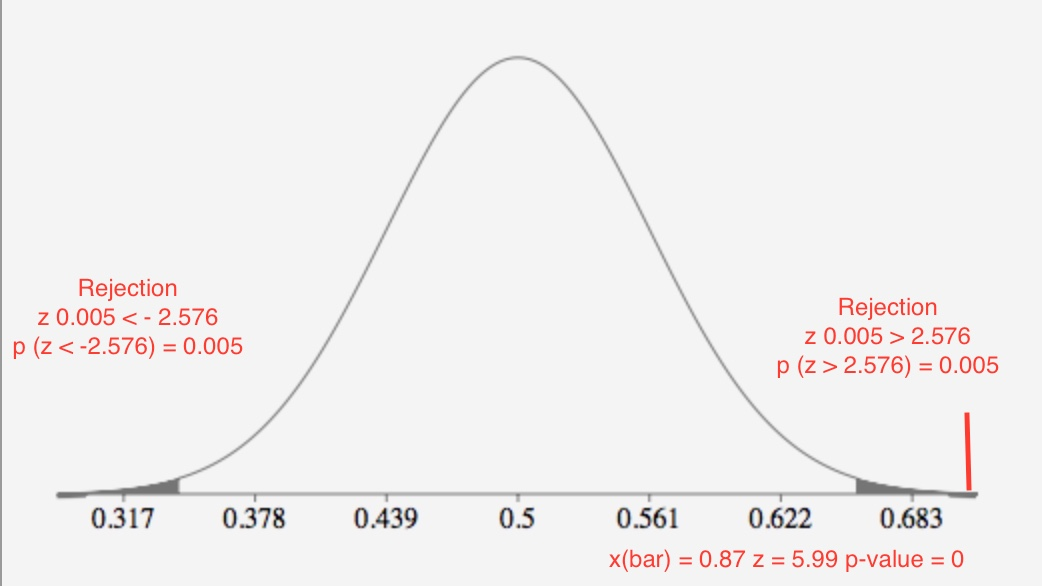 Rejection
z 0.005 < - 2.576
p (z < -2.576) = 0.005
Rejection
z 0.005 > 2.576
p (z > 2.576) = 0.005
0.317 0.378 0.439 0.5 0.561 0.622 0.683
x(bar) = 0.87 z = 5.99 p-value = 0